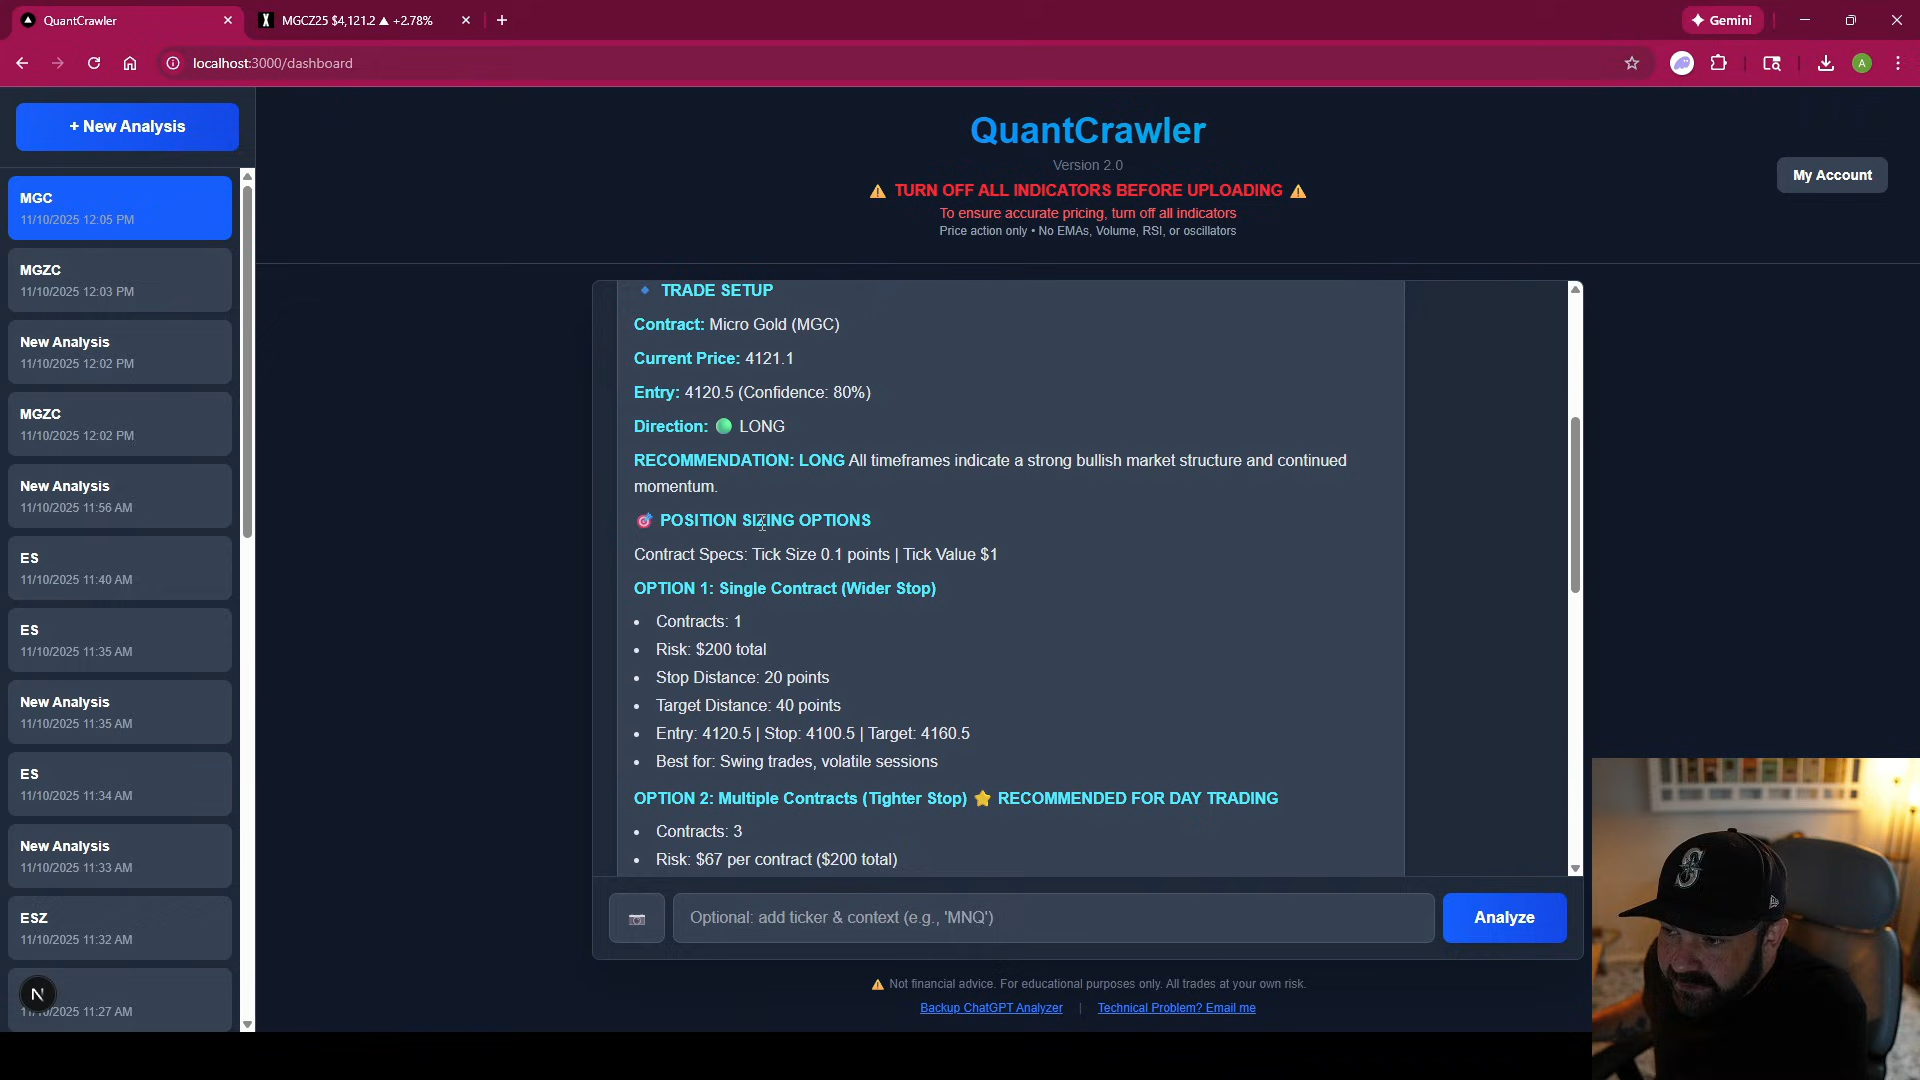 QuantCrawler
MGCZ25 $4,121.2 ▲ +2.78%
Gemini
localhost:3000/dashboard
A
+ New Analysis
MGC
11/10/2025 12:05 PM
MGZC
11/10/2025 12:03 PM
New Analysis
11/10/2025 12:02 PM
MGZC
11/10/2025 12:02 PM
New Analysis
11/10/2025 11:56 AM
ES
11/10/2025 11:40 AM
ES
11/10/2025 11:35 AM
New Analysis
11/10/2025 11:35 AM
ES
11/10/2025 11:34 AM
New Analysis
11/10/2025 11:33 AM
ESZ
11/10/2025 11:32 AM
N
11/10/2025 11:27 AM
QuantCrawler
Version 2.0
⚠ TURN OFF ALL INDICATORS BEFORE UPLOADING ⚠
To ensure accurate pricing, turn off all indicators
Price action only • No EMAs, Volume, RSI, or oscillators
My Account
🔹 TRADE SETUP
Contract: Micro Gold (MGC)
Current Price: 4121.1
Entry: 4120.5 (Confidence: 80%)
Direction: 🟢 LONG
RECOMMENDATION: LONG All timeframes indicate a strong bullish market structure and continued
momentum.
🎯 POSITION SIZING OPTIONS
Contract Specs: Tick Size 0.1 points | Tick Value $1
OPTION 1: Single Contract (Wider Stop)
• Contracts: 1
• Risk: $200 total
• Stop Distance: 20 points
• Target Distance: 40 points
• Entry: 4120.5 | Stop: 4100.5 | Target: 4160.5
• Best for: Swing trades, volatile sessions
OPTION 2: Multiple Contracts (Tighter Stop) ⭐ RECOMMENDED FOR DAY TRADING
• Contracts: 3
• Risk: $67 per contract ($200 total)
Optional: add ticker & context (e.g., 'MNQ')
Analyze
⚠ Not financial advice. For educational purposes only. All trades at your own risk.
Backup ChatGPT Analyzer | Technical Problem? Email me
S